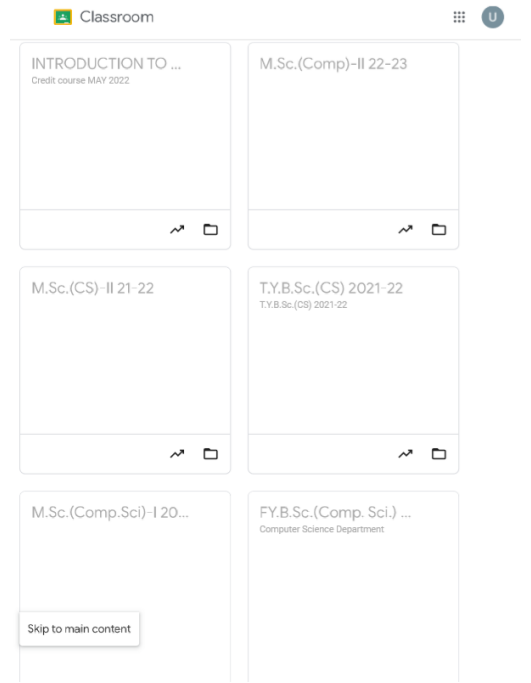 Classroom
U
INTRODUCTION TO ...
Credit course MAY 2022
M.Sc.(Comp)-II 22-23
M.Sc.(CS)-II 21-22
T.Y.B.Sc.(CS) 2021-22
T.Y.B.Sc.(CS) 2021-22
M.Sc.(Comp.Sci)-I 20...
F.Y.B.Sc.(Comp. Sci.) ...
Computer Science Department
Skip to main content